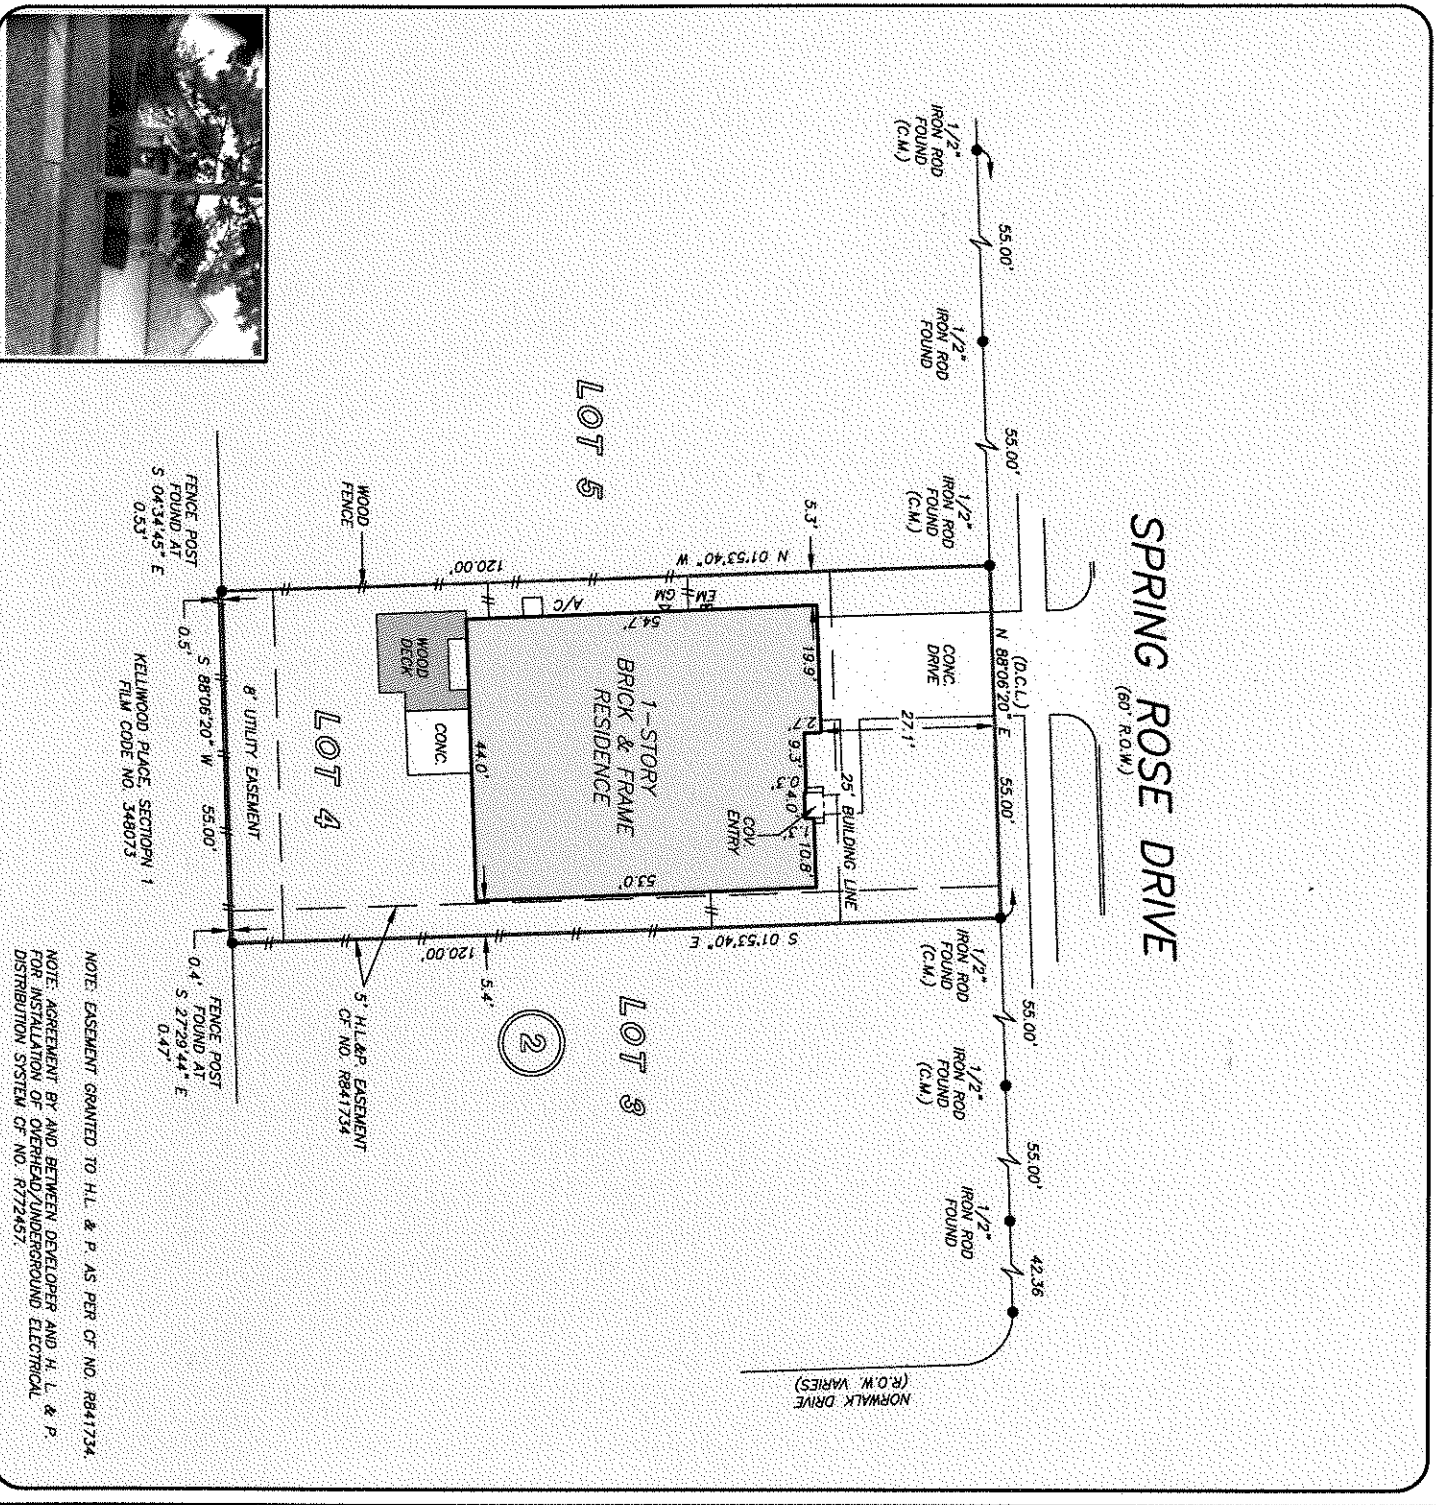 SPRING ROSE DRIVE
(60' R.O.W.)
1/2"
IRON ROD
FOUND
(C.M.)
55.00'
1/2"
IRON ROD
FOUND
55.00'
1/2"
IRON ROD
FOUND
(C.M.)
(D.C.L.)
N 88°06'20" E 55.00'
1/2"
IRON ROD
FOUND
(C.M.)
55.00'
1/2"
IRON ROD
FOUND
(C.M.)
55.00'
1/2"
IRON ROD
FOUND
42.36
NORWALK DRIVE
(R.O.W. VARIES)
CONC.
DRIVE
27.1'
25' BUILDING LINE
5.3'
19.9'
2.7'
9.3'
0.3'
4.0'
1.3'
10.8'
COV.
ENTRY
N 01°53'40" W
120.00'
EM
GM
A/C
54.7'
1-STORY
BRICK & FRAME
RESIDENCE
53.0'
44.0'
S 01°53'40" E
120.00'
5.4'
LOT 5
LOT 3
2
WOOD
FENCE
WOOD
DECK
CONC.
LOT 4
5' H.L.&P. EASEMENT
CF NO. R841734
8' UTILITY EASEMENT
FENCE POST
FOUND AT
S 04°34'45" E
0.53'
0.5'
S 88°06'20" W 55.00'
0.4'
FENCE POST
FOUND AT
S 27°29'44" E
0.47'
KELLIWOOD PLACE, SECTIOPN 1
FILM CODE NO. 348073
NOTE: EASEMENT GRANTED TO H.L. & P. AS PER CF NO. R841734.
NOTE: AGREEMENT BY AND BETWEEN DEVELOPER AND H. L. & P.
FOR INSTALLATION OF OVERHEAD/UNDERGROUND ELECTRICAL
DISTRIBUTION SYSTEM CF NO. R772457.